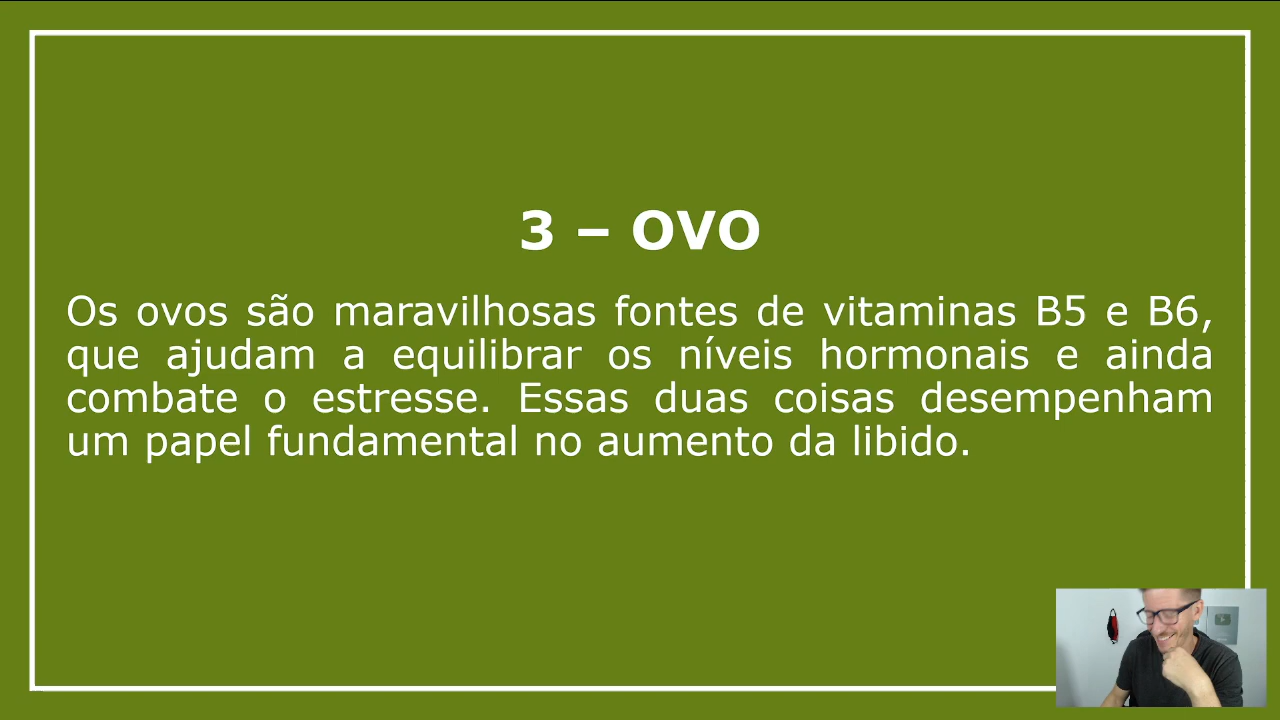 3 – OVO
Os ovos são maravilhosas fontes de vitaminas B5 e B6,
que ajudam a equilibrar os níveis hormonais e ainda
combate o estresse. Essas duas coisas desempenham
um papel fundamental no aumento da libido.